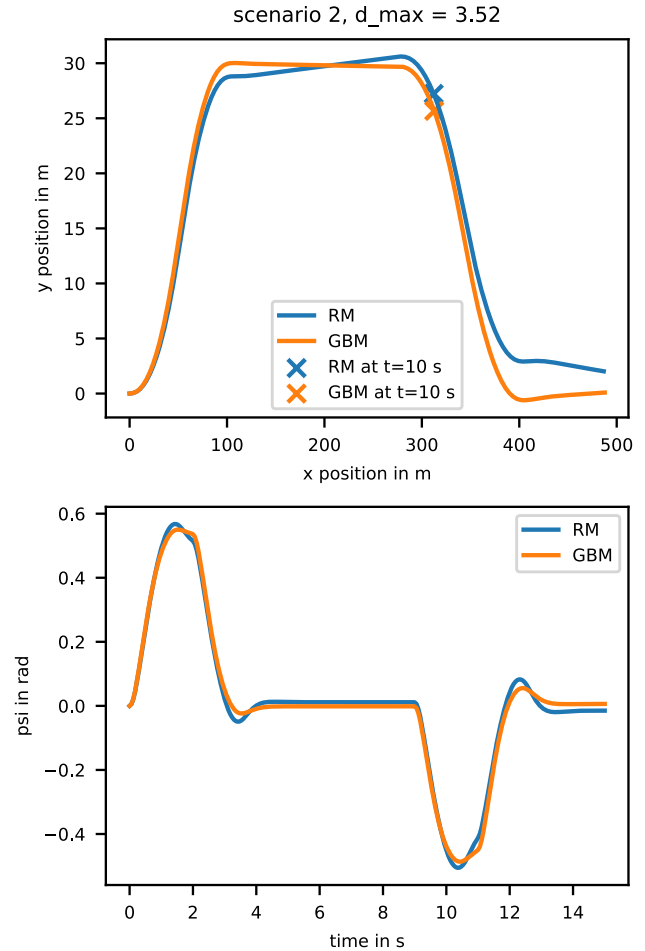 scenario 2, d_max = 3.52
30
25
20
15
10
5
0
y position in m
RM
GBM
RM at t=10 s
GBM at t=10 s
0 100 200 300 400 500
x position in m
0.6
0.4
0.2
0.0
−0.2
−0.4
psi in rad
RM
GBM
0 2 4 6 8 10 12 14
time in s